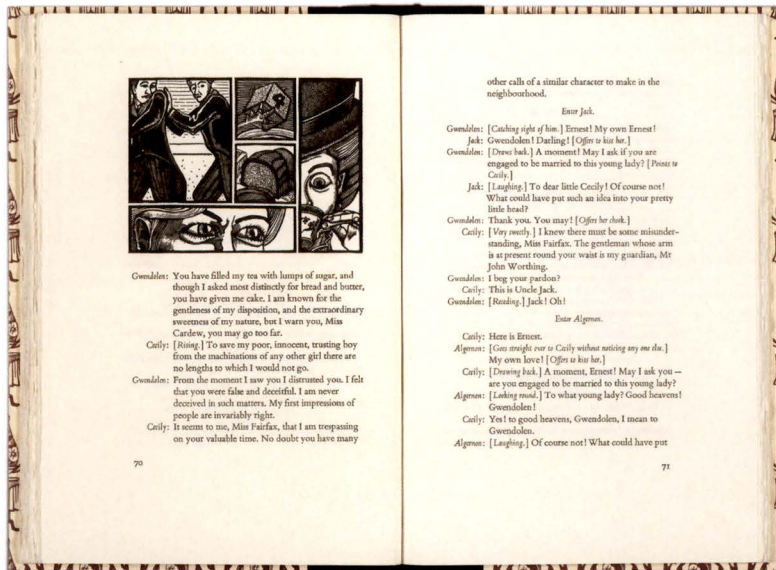 Gwendolen: You have filled my tea with lumps of sugar, and
though I asked most distinctly for bread and butter,
you have given me cake. I am known for the
gentleness of my disposition, and the extraordinary
sweetness of my nature, but I warn you, Miss
Cardew, you may go too far.
Cecily: [Rising.] To save my poor, innocent, trusting boy
from the machinations of any other girl there are
no lengths to which I would not go.
Gwendolen: From the moment I saw you I distrusted you. I felt
that you were false and deceitful. I am never
deceived in such matters. My first impressions of
people are invariably right.
Cecily: It seems to me, Miss Fairfax, that I am trespassing
on your valuable time. No doubt you have many
70
other calls of a similar character to make in the
neighbourhood.
Enter Jack.
Gwendolen: [Catching sight of him.] Ernest! My own Ernest!
Jack: Gwendolen! Darling! [Offers to kiss her.]
Gwendolen: [Draws back.] A moment! May I ask if you are
engaged to be married to this young lady? [Points to
Cecily.]
Jack: [Laughing.] To dear little Cecily! Of course not!
What could have put such an idea into your pretty
little head?
Gwendolen: Thank you. You may! [Offers her cheek.]
Cecily: [Very sweetly.] I knew there must be some misunder-
standing, Miss Fairfax. The gentleman whose arm
is at present round your waist is my guardian, Mr
John Worthing.
Gwendolen: I beg your pardon?
Cecily: This is Uncle Jack.
Gwendolen: [Receding.] Jack! Oh!
Enter Algernon.
Cecily: Here is Ernest.
Algernon: [Goes straight over to Cecily without noticing any one else.]
My own love! [Offers to kiss her.]
Cecily: [Drawing back.] A moment, Ernest! May I ask you —
are you engaged to be married to this young lady?
Algernon: [Looking round.] To what young lady? Good heavens!
Gwendolen!
Cecily: Yes! to good heavens, Gwendolen, I mean to
Gwendolen.
Algernon: [Laughing.] Of course not! What could have put
71